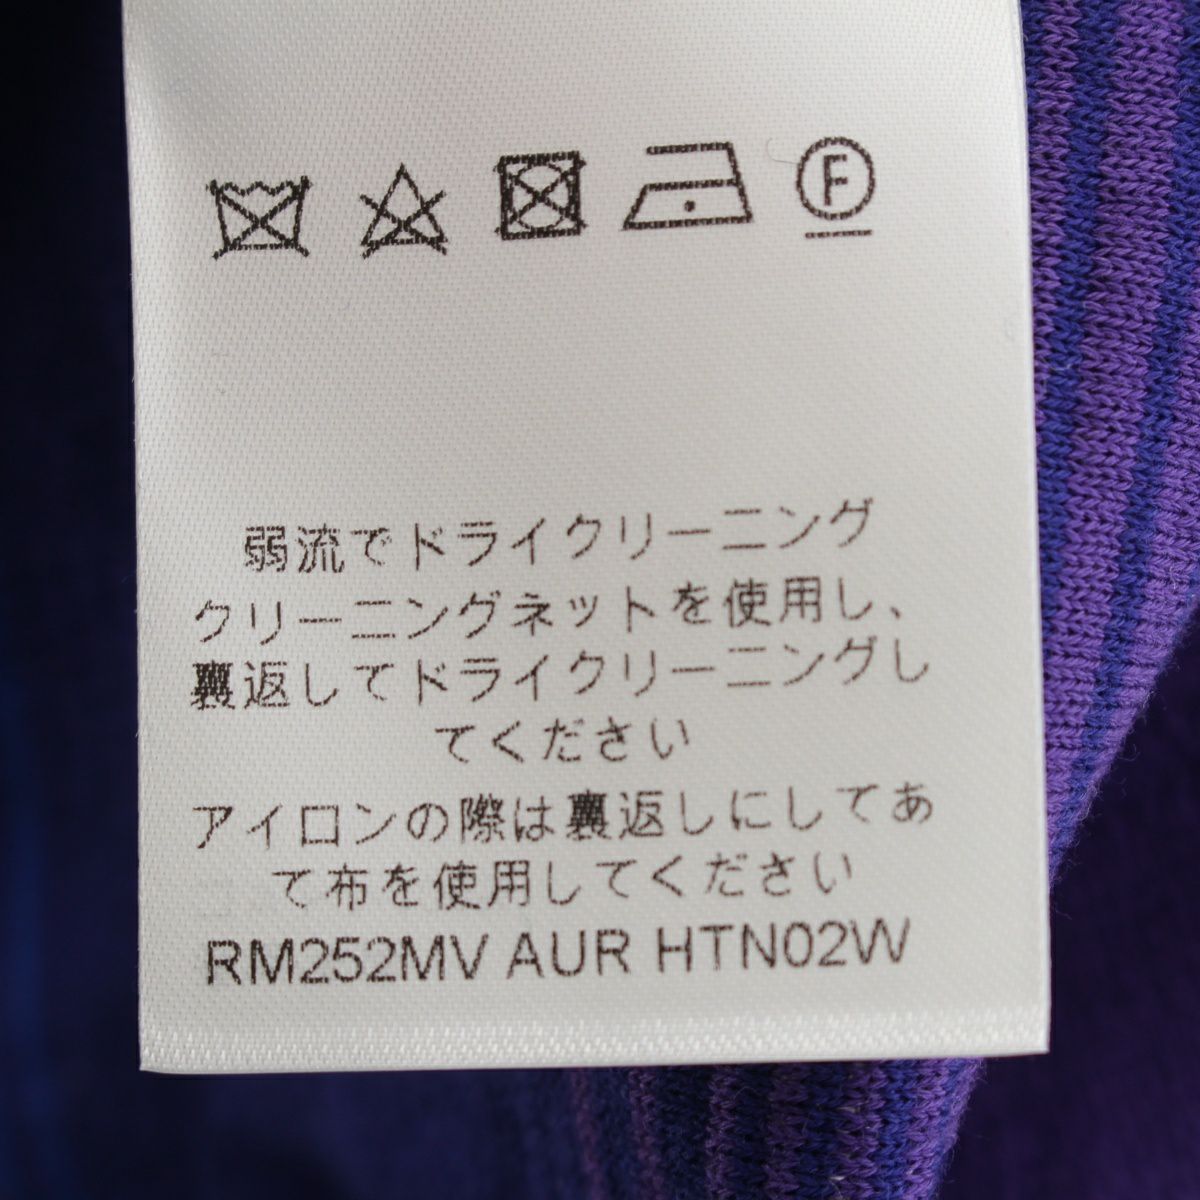 F
弱流でドライクリーニング
クリーニングネットを使用し、
裏返してドライクリーニングし
てください
アイロンの際は裏返しにしてあ
て布を使用してください
RM252MV AUR HTN02W